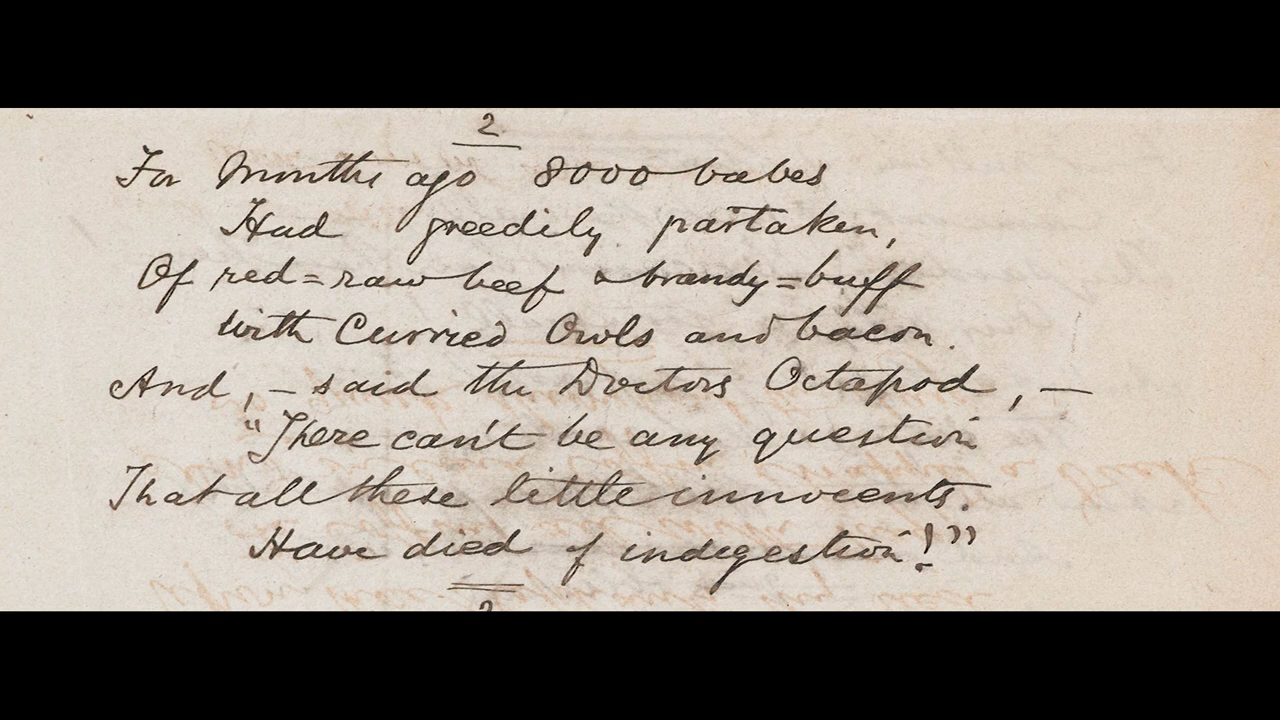 2
For Months ago 8000 babes
Had greedily partaken,
Of red=raw beef & brandy=buff
with Curried Owls and bacon.
And, – said the Doctors Octapod, –
"There can't be any question
That all these little innocents.
Have died of indegestion!"